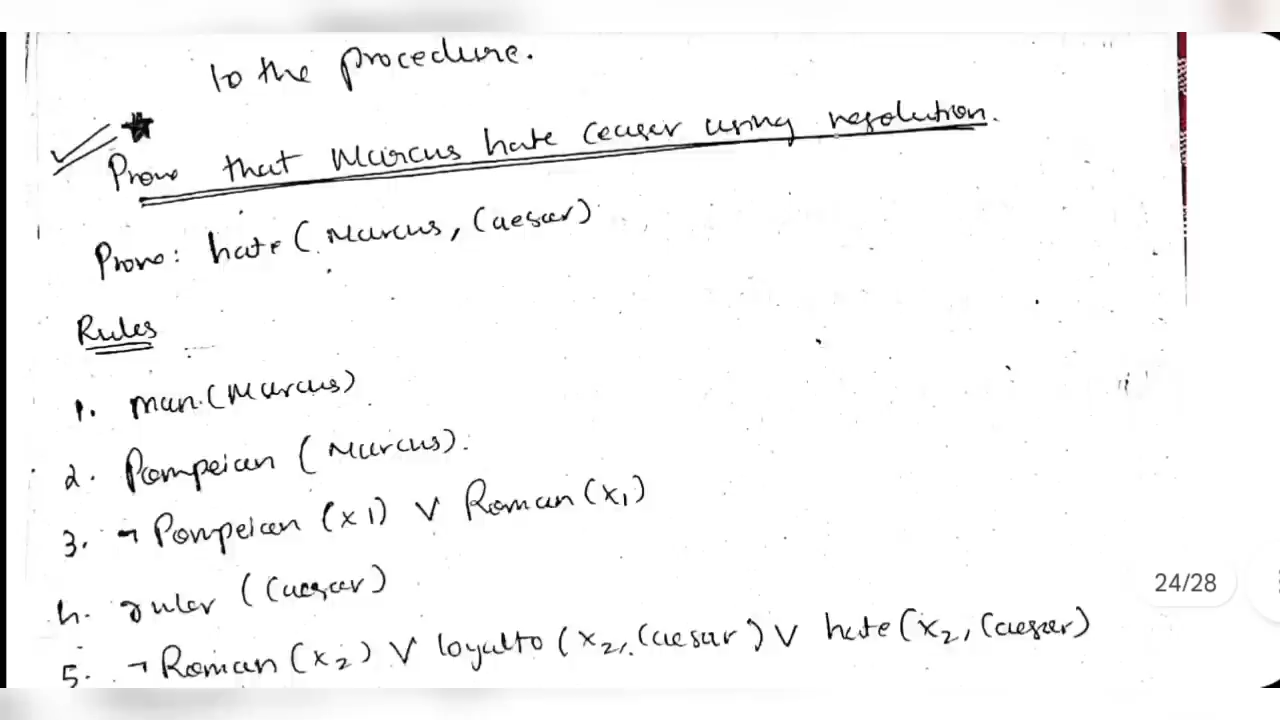 to the procedure.
Prove that Marcus hate Ceaser using resolution.
Prove: hate (Marcus, Caesar)
Rules
1. man (Marcus)
2. Pompeian (Marcus).
3. ¬ Pompeian (x1) V Roman (x1)
4. ruler (Caesar)
24/28
5. ¬ Roman (x2) V loyalto (x2, Caesar) V hate (x2, Caesar)